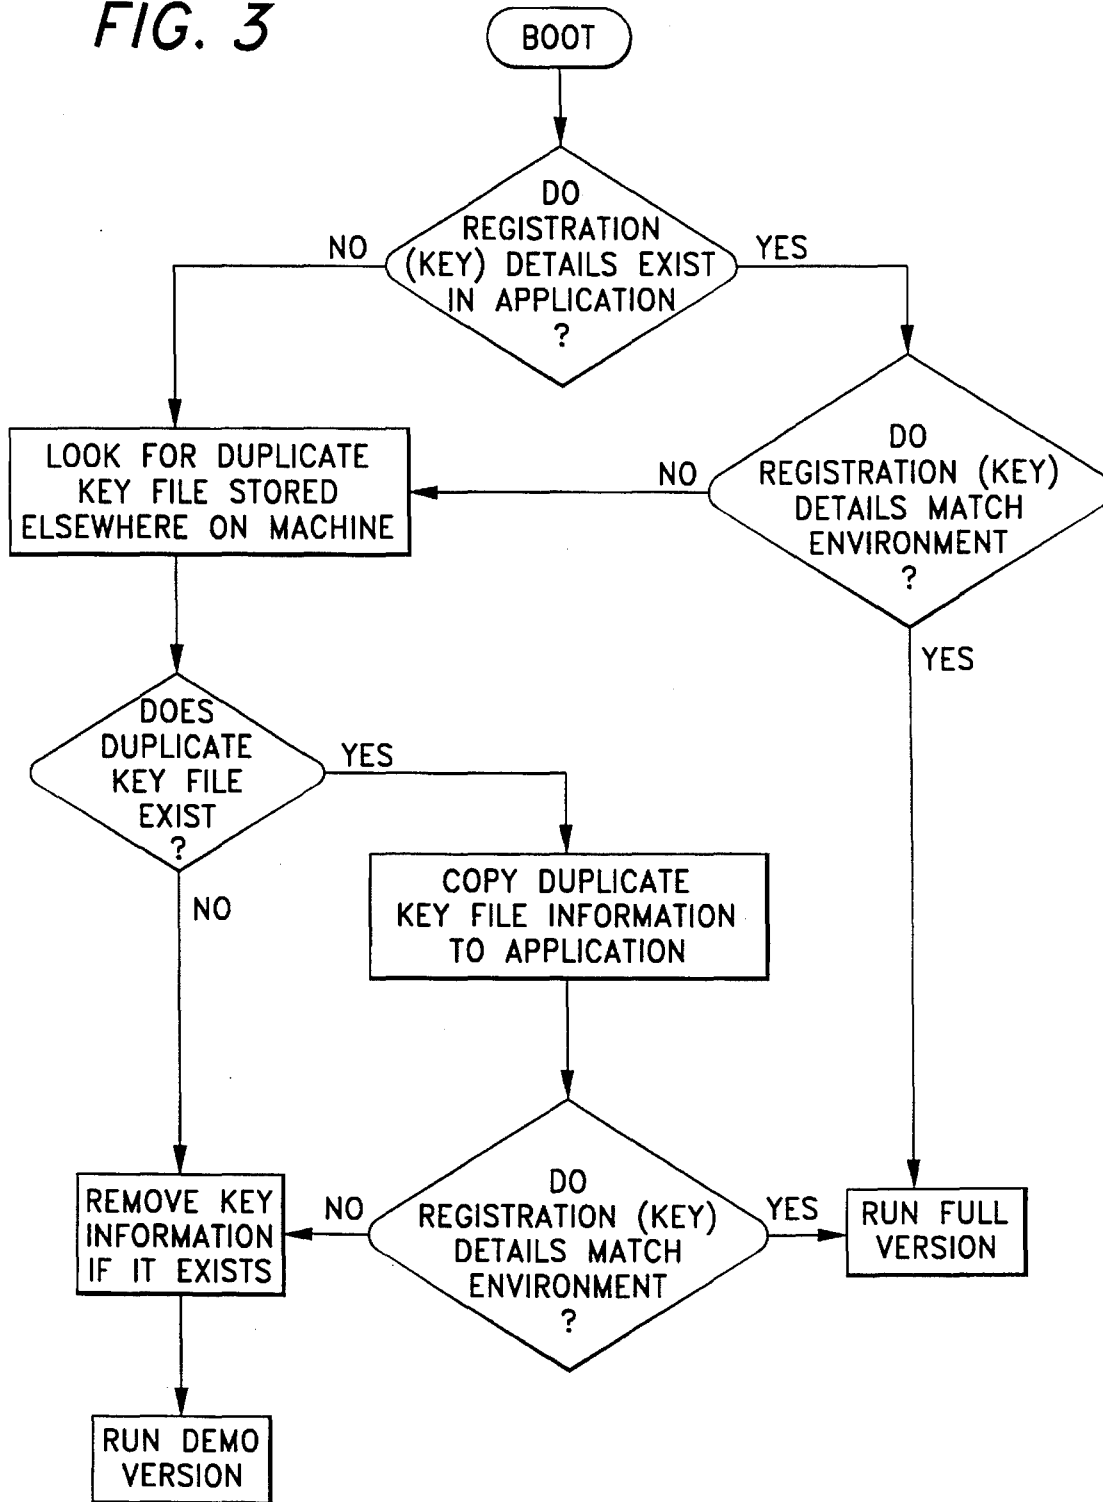 FIG. 3
BOOT
DO
REGISTRATION
(KEY) DETAILS EXIST
IN APPLICATION
?
NO
YES
LOOK FOR DUPLICATE
KEY FILE STORED
ELSEWHERE ON MACHINE
NO
DO
REGISTRATION (KEY)
DETAILS MATCH
ENVIRONMENT
?
YES
DOES
DUPLICATE
KEY FILE
EXIST
?
YES
NO
COPY DUPLICATE
KEY FILE INFORMATION
TO APPLICATION
REMOVE KEY
INFORMATION
IF IT EXISTS
NO
DO
REGISTRATION (KEY)
DETAILS MATCH
ENVIRONMENT
?
YES
RUN FULL
VERSION
RUN DEMO
VERSION